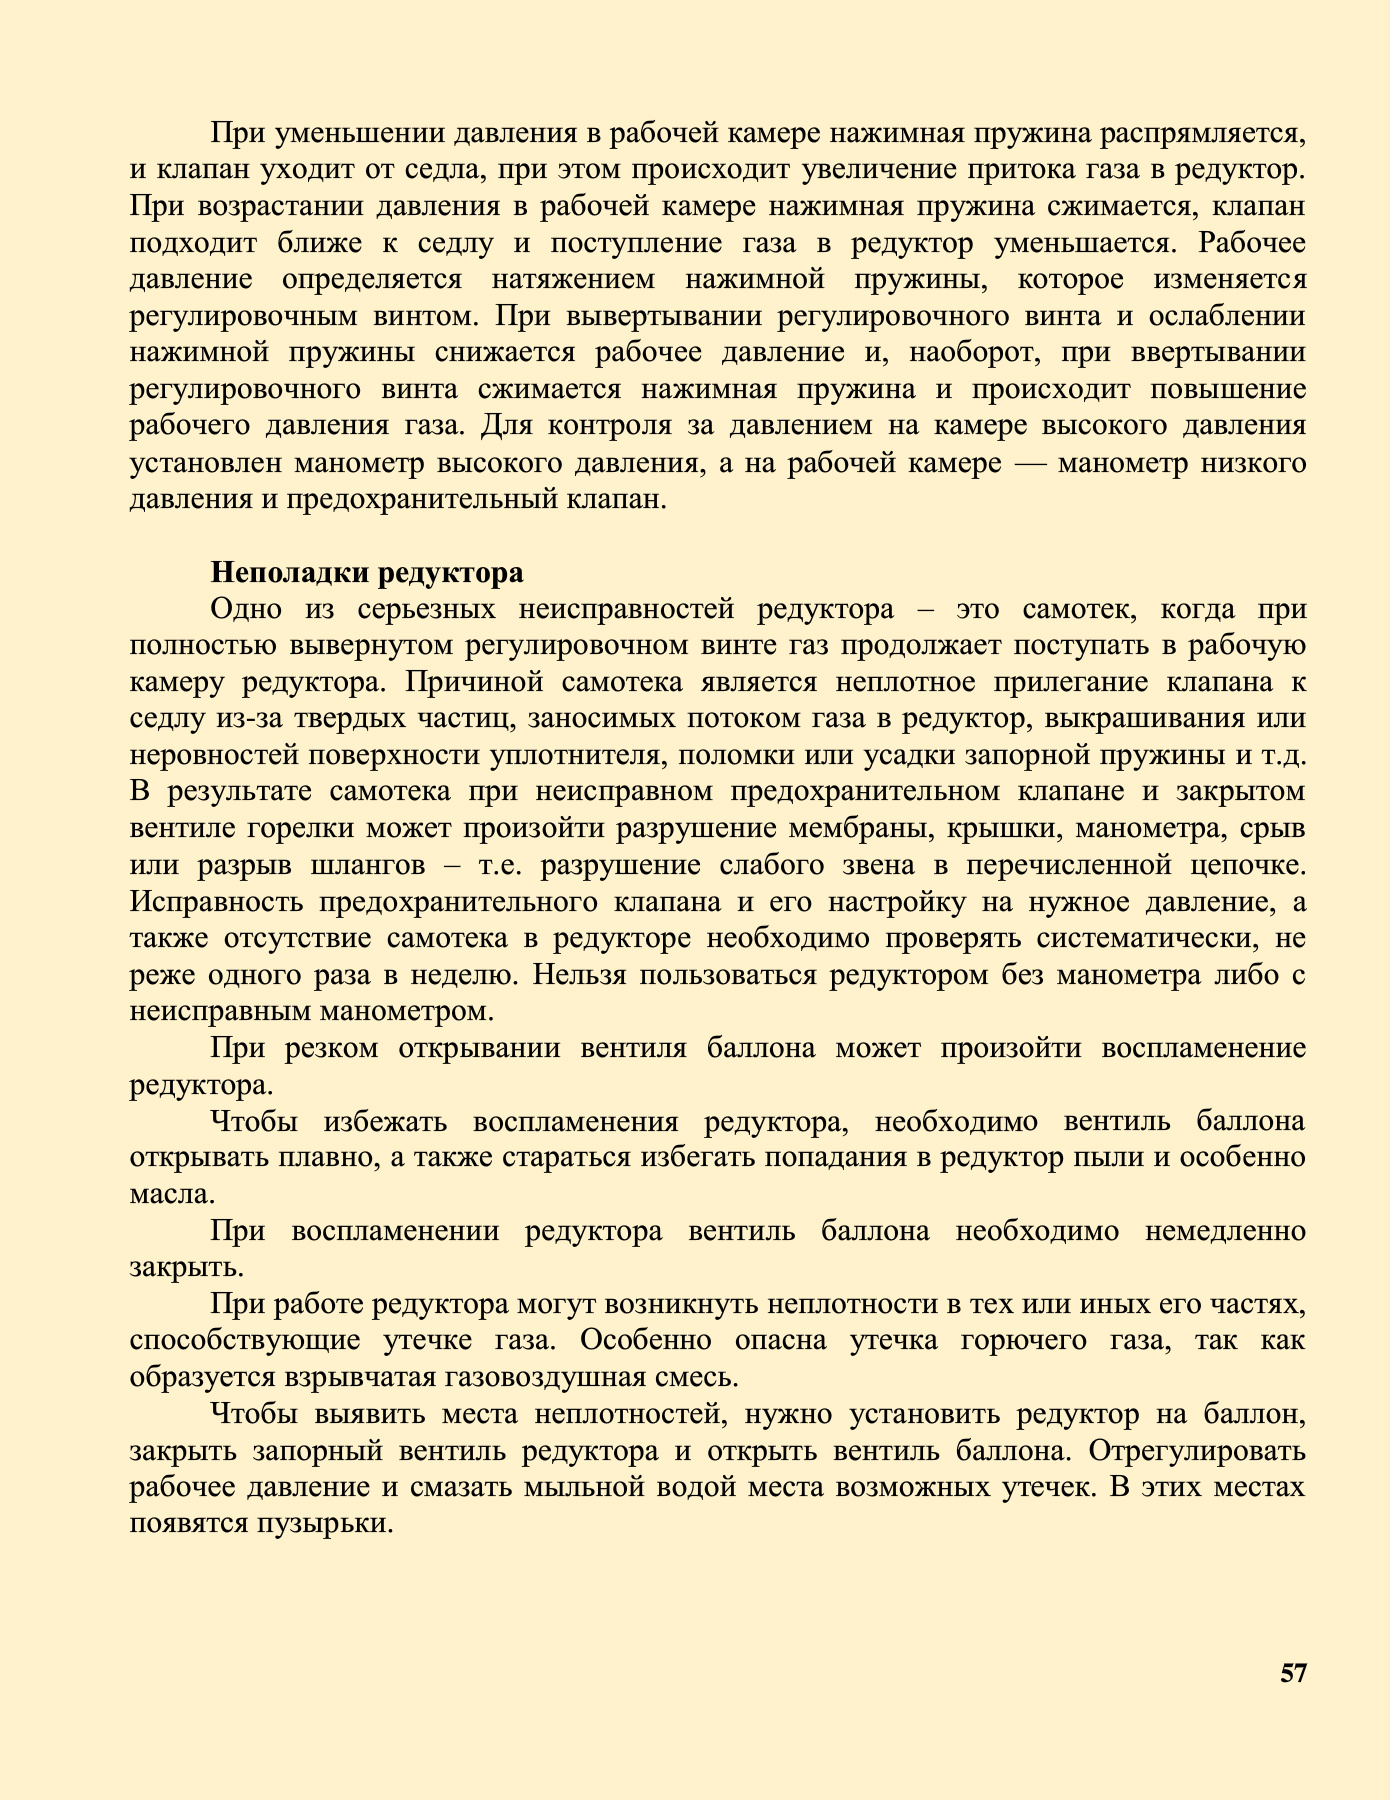 При уменьшении давления в рабочей камере нажимная пружина распрямляется,
и клапан уходит от седла, при этом происходит увеличение притока газа в редуктор.
При возрастании давления в рабочей камере нажимная пружина сжимается, клапан
подходит ближе к седлу и поступление газа в редуктор уменьшается. Рабочее
давление определяется натяжением нажимной пружины, которое изменяется
регулировочным винтом. При вывертывании регулировочного винта и ослаблении
нажимной пружины снижается рабочее давление и, наоборот, при ввертывании
регулировочного винта сжимается нажимная пружина и происходит повышение
рабочего давления газа. Для контроля за давлением на камере высокого давления
установлен манометр высокого давления, а на рабочей камере — манометр низкого
давления и предохранительный клапан.
Неполадки редуктора
Одно из серьезных неисправностей редуктора – это самотек, когда при
полностью вывернутом регулировочном винте газ продолжает поступать в рабочую
камеру редуктора. Причиной самотека является неплотное прилегание клапана к
седлу из-за твердых частиц, заносимых потоком газа в редуктор, выкрашивания или
неровностей поверхности уплотнителя, поломки или усадки запорной пружины и т.д.
В результате самотека при неисправном предохранительном клапане и закрытом
вентиле горелки может произойти разрушение мембраны, крышки, манометра, срыв
или разрыв шлангов – т.е. разрушение слабого звена в перечисленной цепочке.
Исправность предохранительного клапана и его настройку на нужное давление, а
также отсутствие самотека в редукторе необходимо проверять систематически, не
реже одного раза в неделю. Нельзя пользоваться редуктором без манометра либо с
неисправным манометром.
При резком открывании вентиля баллона может произойти воспламенение
редуктора.
Чтобы избежать воспламенения редуктора, необходимо вентиль баллона
открывать плавно, а также стараться избегать попадания в редуктор пыли и особенно
масла.
При воспламенении редуктора вентиль баллона необходимо немедленно
закрыть.
При работе редуктора могут возникнуть неплотности в тех или иных его частях,
способствующие утечке газа. Особенно опасна утечка горючего газа, так как
образуется взрывчатая газовоздушная смесь.
Чтобы выявить места неплотностей, нужно установить редуктор на баллон,
закрыть запорный вентиль редуктора и открыть вентиль баллона. Отрегулировать
рабочее давление и смазать мыльной водой места возможных утечек. В этих местах
появятся пузырьки.
57